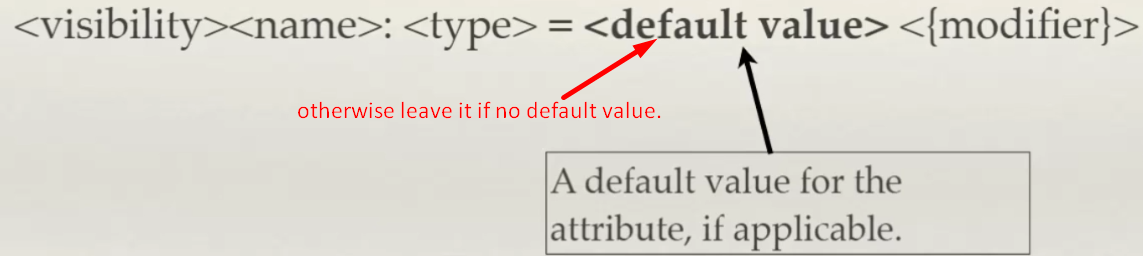 <visibility><name>: <type> = <default value> <{modifier}>
otherwise leave it if no default value.
A default value for the
attribute, if applicable.